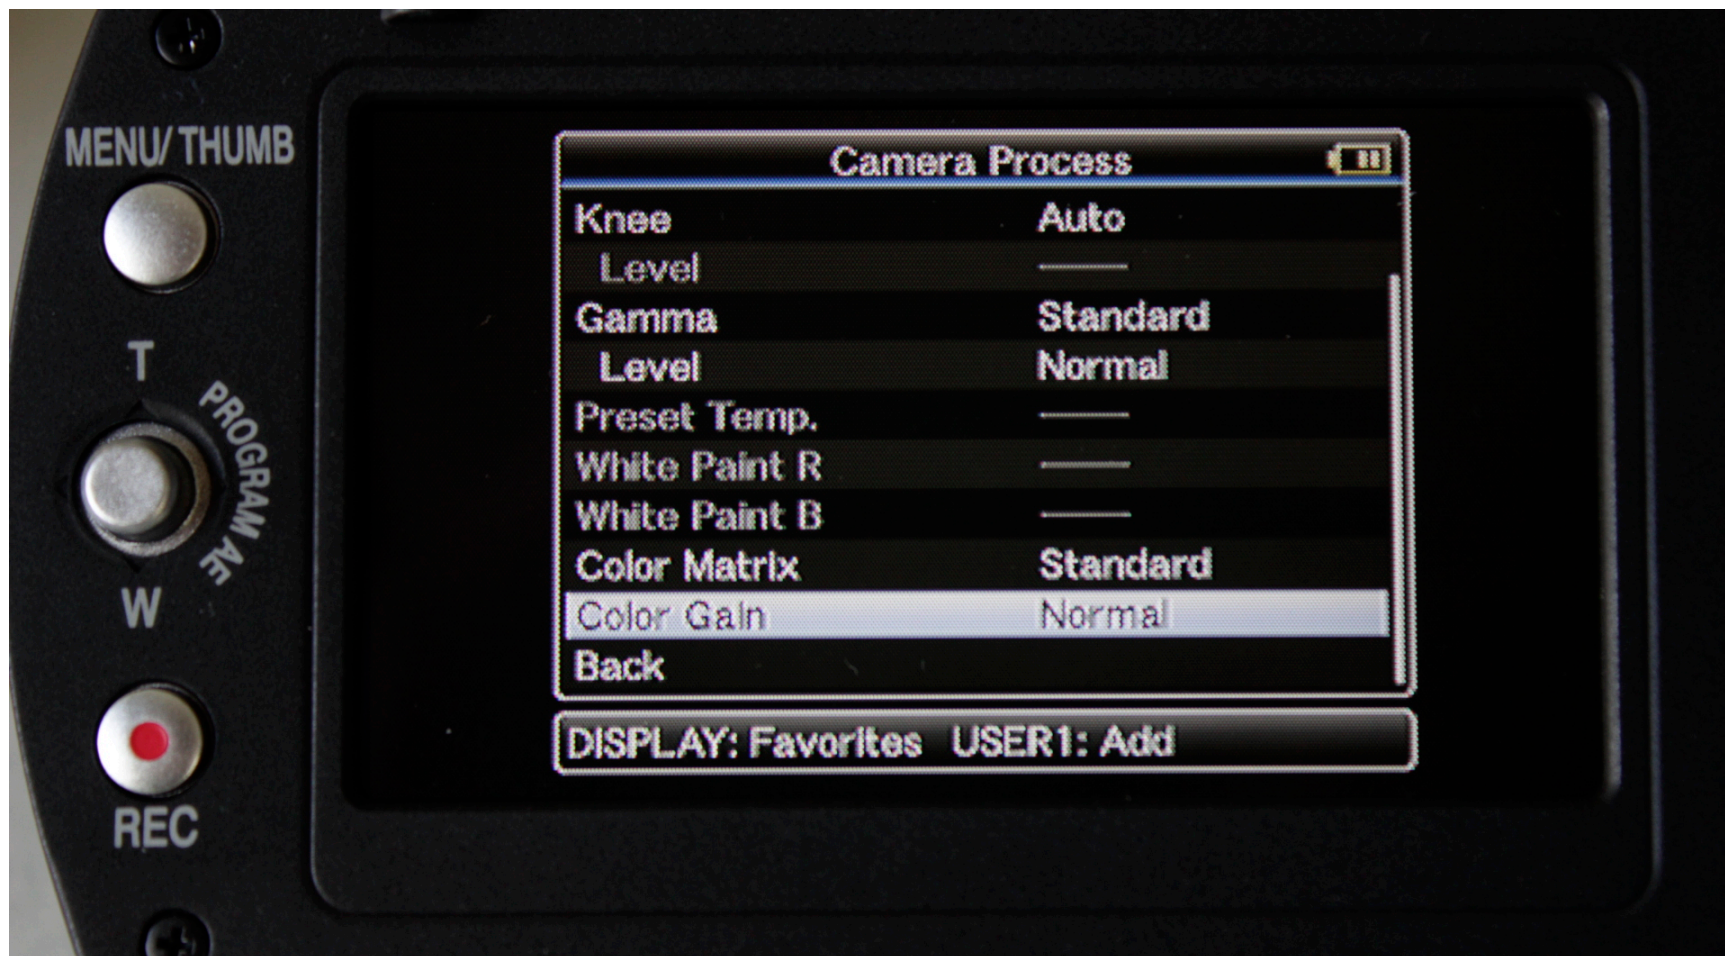 MENU/THUMB
T
PROGRAM AE
W
REC
Camera Process
Knee Auto
Level ———
Gamma Standard
Level Normal
Preset Temp. ———
White Paint R ———
White Paint B ———
Color Matrix Standard
Color Gain Normal
Back
DISPLAY: Favorites USER1: Add